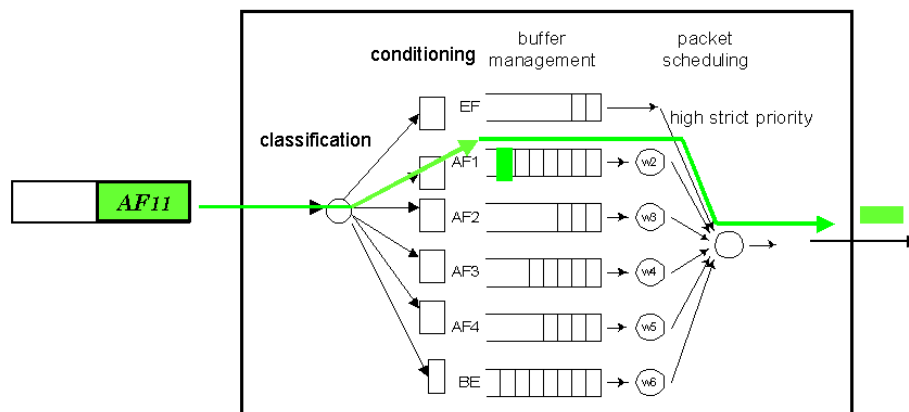 conditioning
buffer
management
packet
scheduling
EF
high strict priority
classification
AF1
w2
AF11
AF2
w3
AF3
w4
AF4
w5
BE
w6